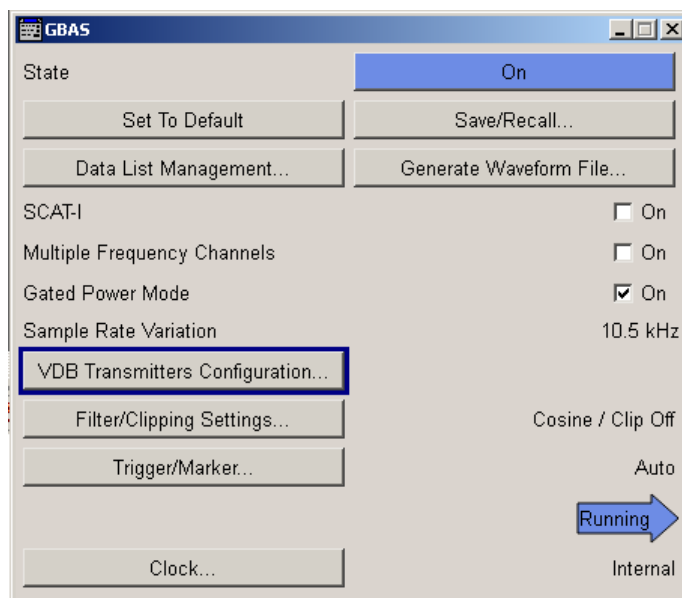 GBAS
State On
Set To Default Save/Recall...
Data List Management... Generate Waveform File...
SCAT-I On
Multiple Frequency Channels On
Gated Power Mode On
Sample Rate Variation 10.5 kHz
VDB Transmitters Configuration...
Filter/Clipping Settings... Cosine / Clip Off
Trigger/Marker... Auto
Running
Clock... Internal